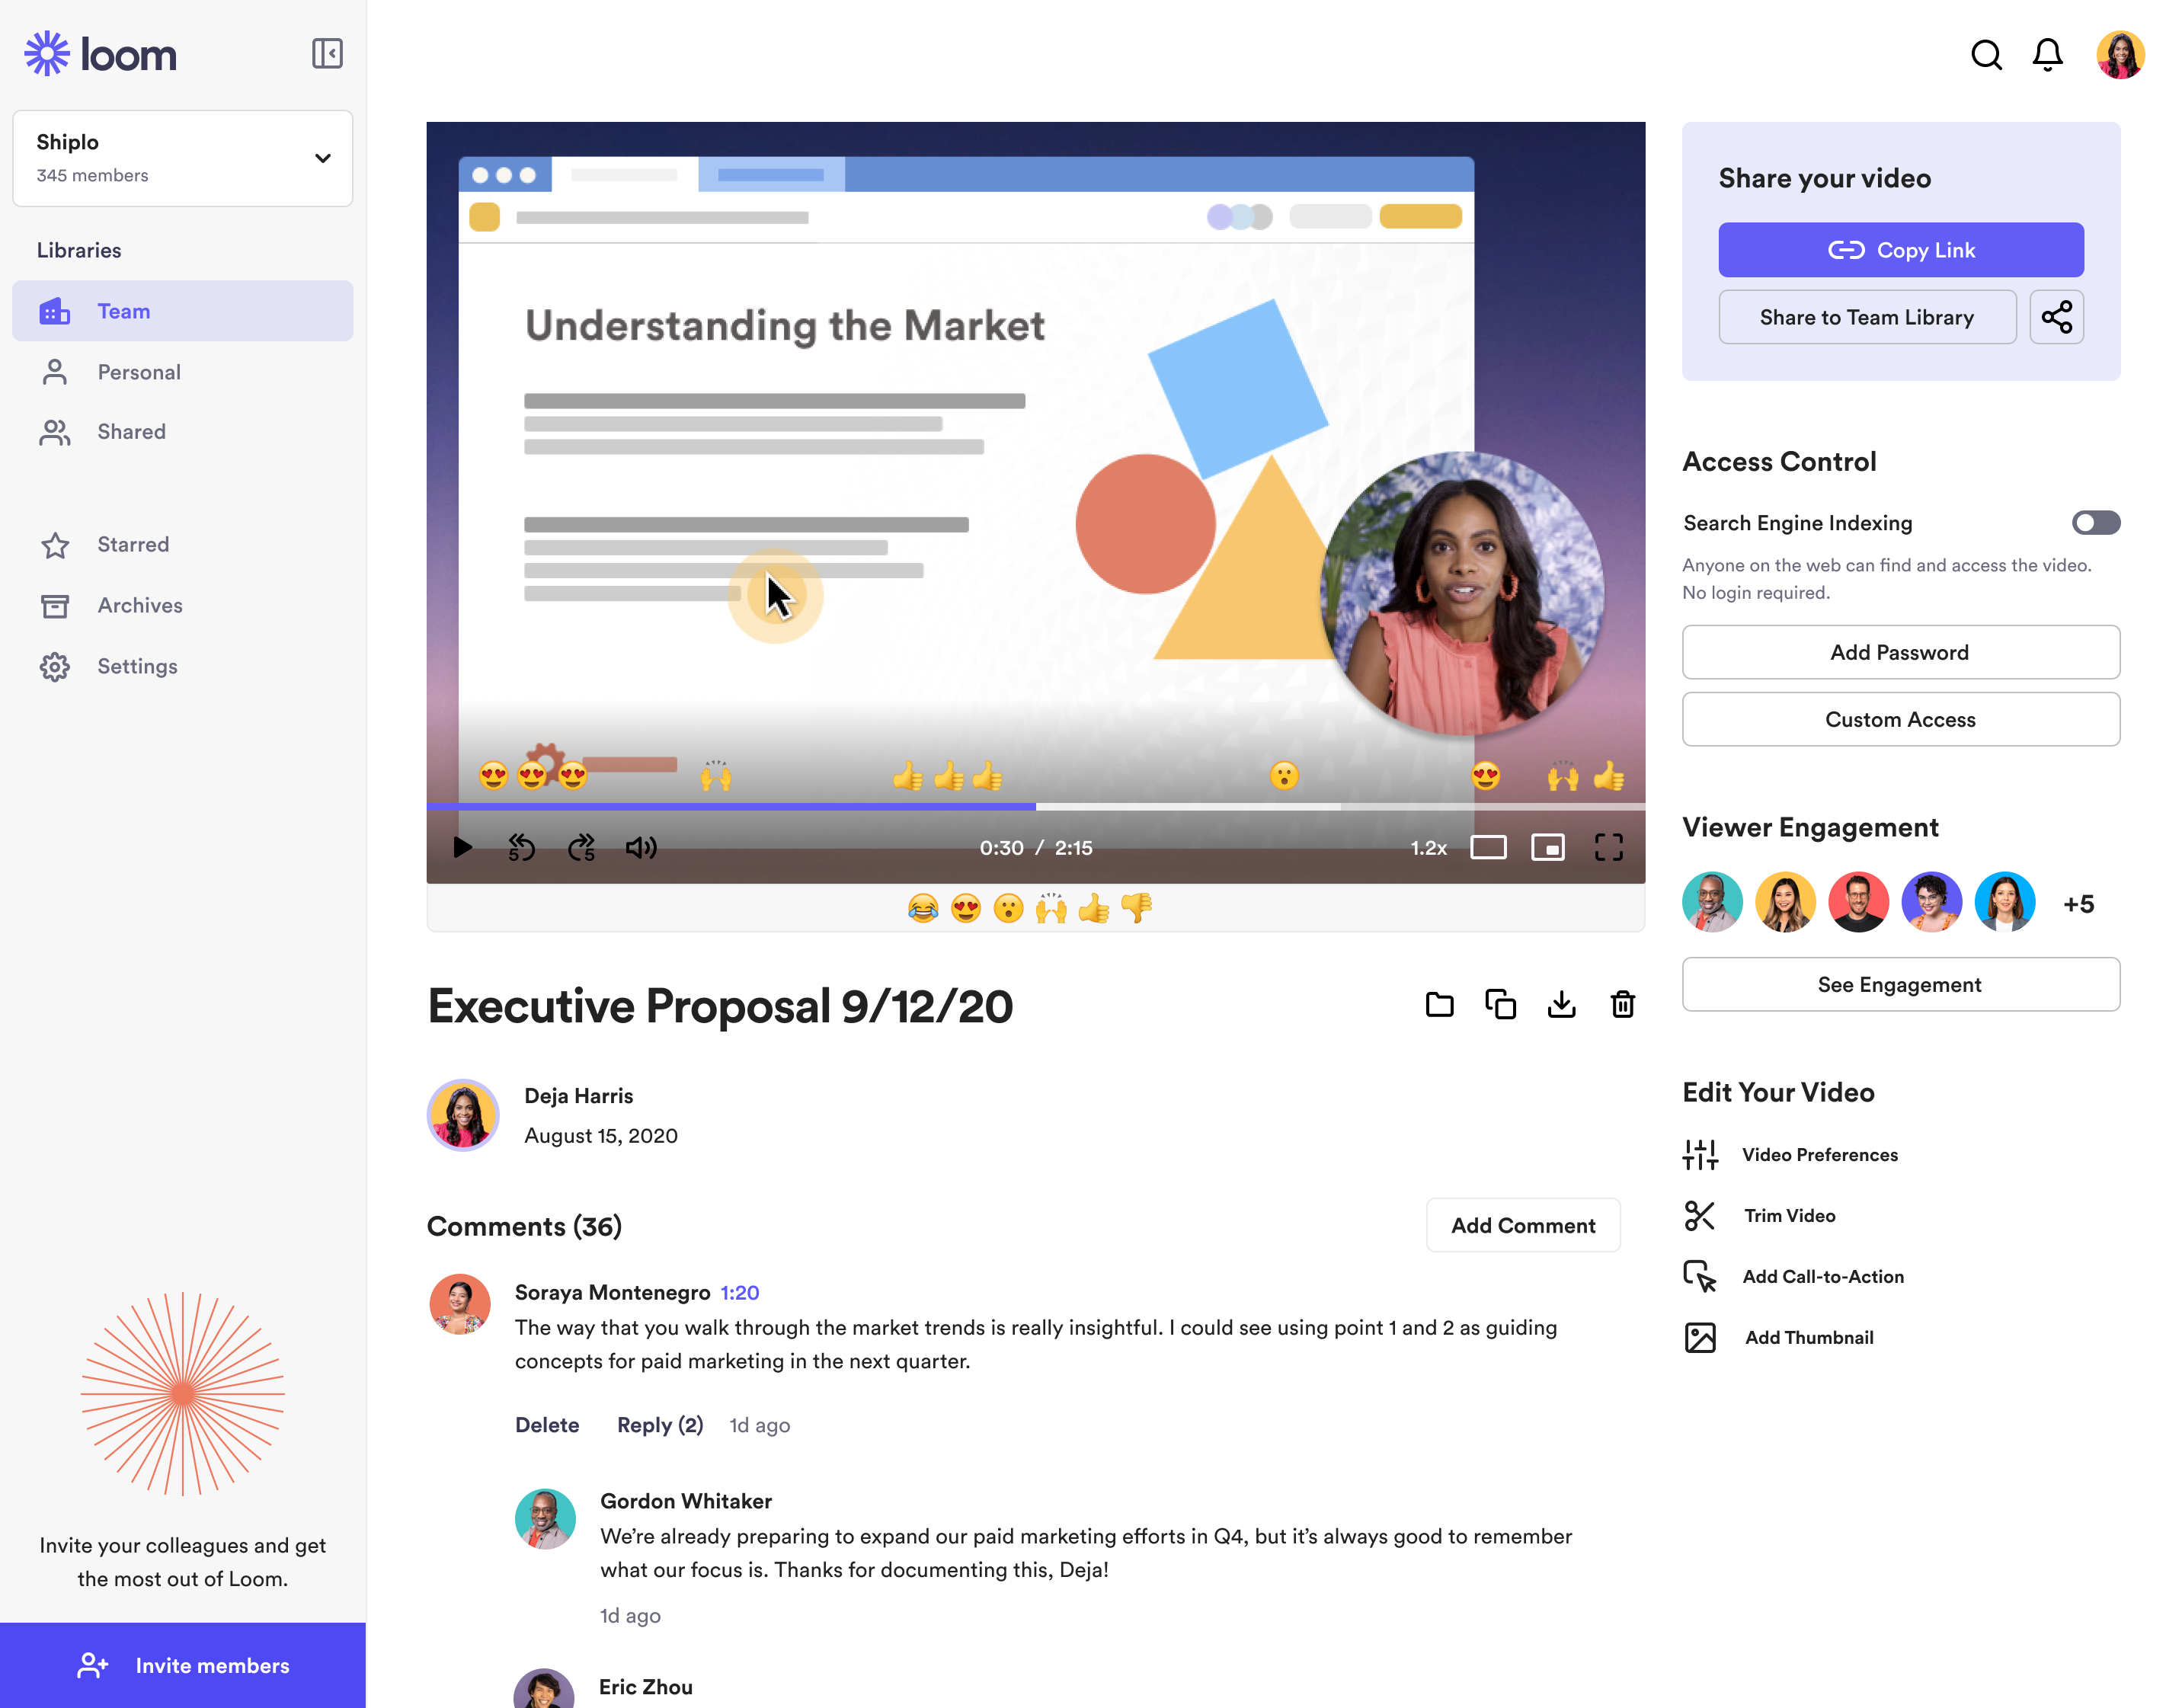 loom
Shiplo
345 members
Libraries
Team
Personal
Shared
Starred
Archives
Settings
Invite your colleagues and get
the most out of Loom.
Invite members
Understanding the Market
5
5
0:30 / 2:15
1.2x
Executive Proposal 9/12/20
Deja Harris
August 15, 2020
Comments (36)
Add Comment
Soraya Montenegro 1:20
The way that you walk through the market trends is really insightful. I could see using point 1 and 2 as guiding
concepts for paid marketing in the next quarter.
Delete Reply (2) 1d ago
Gordon Whitaker
We’re already preparing to expand our paid marketing efforts in Q4, but it’s always good to remember
what our focus is. Thanks for documenting this, Deja!
1d ago
Eric Zhou
Share your video
Copy Link
Share to Team Library
Access Control
Search Engine Indexing
Anyone on the web can find and access the video.
No login required.
Add Password
Custom Access
Viewer Engagement
+5
See Engagement
Edit Your Video
Video Preferences
Trim Video
Add Call-to-Action
Add Thumbnail